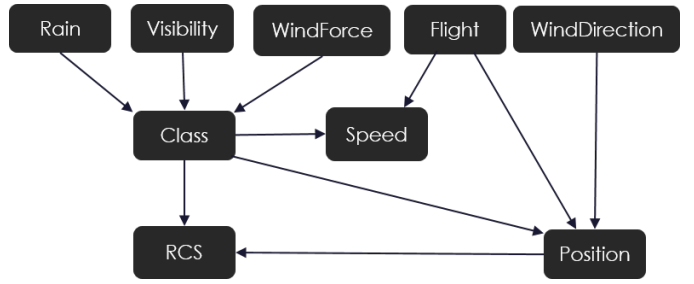 Rain
Visibility
WindForce
Flight
WindDirection
Class
Speed
RCS
Position